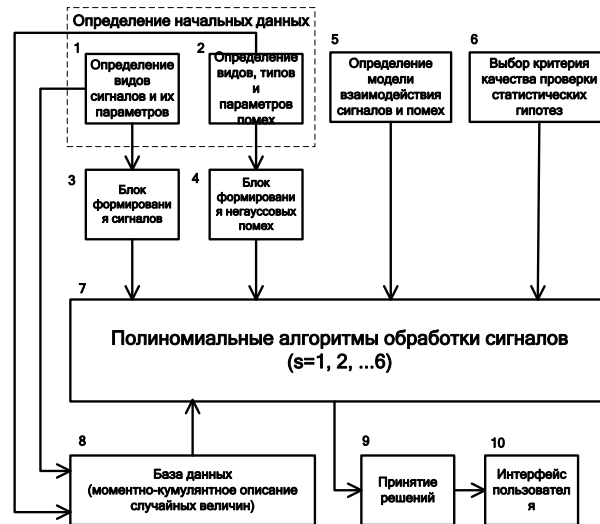 Определение начальных данных
1
Определение
видов
сигналов и их
параметров
2
Определение
видов, типов
и
параметров
помех
5
Определение
модели
взаимодействия
сигналов и помех
6
Выбор критерия
качества проверки
статистических
гипотез
3
Блок
формировани
я сигналов
4
Блок
формировани
я негауссовых
помех
7
Полиномиальные алгоритмы обработки сигналов
(s=1, 2, ...6)
8
База данных
(моментно-кумулянтное описание
случайных величин)
9
Принятие
решений
10
Интерфейс
пользовател
я